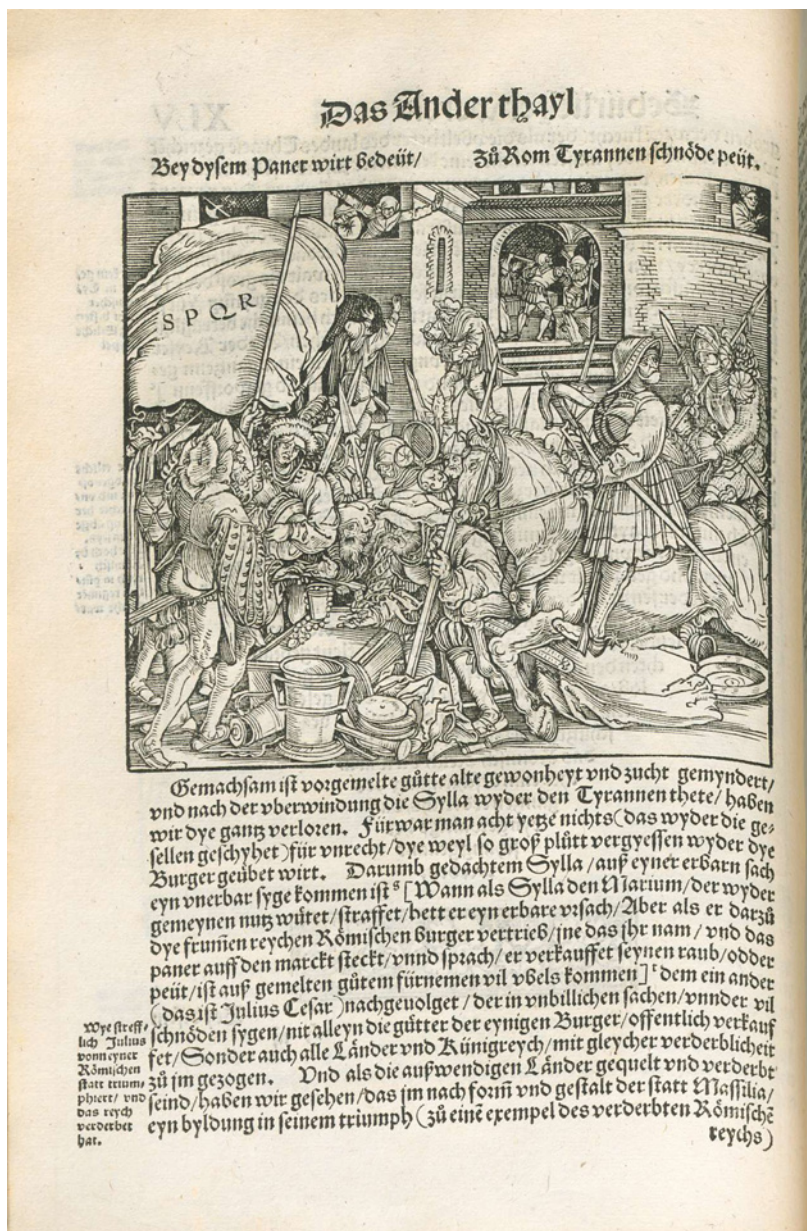 Das Ander thayl
Bey dysem Paner wirt bedeüt/ Zů Rom Tyrannen schnöde peüt.
S P Q R
Gemachsam ist vorgemelte gůtte alte gewonheyt vnd zucht gemyndert/
vnd nach der vberwindung die Sylla wyder den Tyrannen thete/ haben
wir dye gantz verloren. Fürwar man acht yetze nichts (das wyder die ge-
sellen geschyhet) für vnrecht/ dye weyl so groß plůtt vergyessen wyder dye
Burger geübet wirt. Darumb gedachtem Sylla/ auß eyner erbarn sach
eyn vnerbar syge kommen ist s [Wann als Sylla den Marium/ der wyder
gemeynen nutz wůtet/ straffet/ hett er eyn erbare vrsach/ Aber als er darzů
dye frum̃en reychen Römischen burger vertrieb/ jne das jhr nam/ vnd das
paner auff den marckt steckt/ vnnd sprach/ er verkauffet seynen raub/ odder
peüt/ ist auß gemelten gůtem fürnemen vil vbels kommen] t dem ein ander
(das ist Julius Cesar) nachgeuolget/ der in vnbillichen sachen/ vnnder vil
schnöden sygen/ nit alleyn die gůtter der eynigen Burger/ offentlich verkauf
fet/ Sonder auch alle Länder vnd Künigreych/ mit gleycher verderblicheit
zů jm gezogen. Vnd als die außwendigen Länder gequelt vnd verderbt
seind/ haben wir gesehen/ das jm nach form̃ vnd gestalt der statt Massilia/
eyn byldung in seinem triumph (zů einẽ exempel des verderbten Römischẽ
reychs)
Wye streff-
lich Julius
vonn eyner
Römischen
statt trium-
phiert/ vnd
das reych
verderbet
hat.